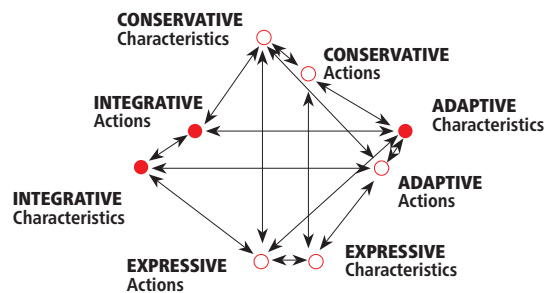 CONSERVATIVE
Characteristics
CONSERVATIVE
Actions
INTEGRATIVE
Actions
ADAPTIVE
Characteristics
INTEGRATIVE
Characteristics
ADAPTIVE
Actions
EXPRESSIVE
Actions
EXPRESSIVE
Characteristics